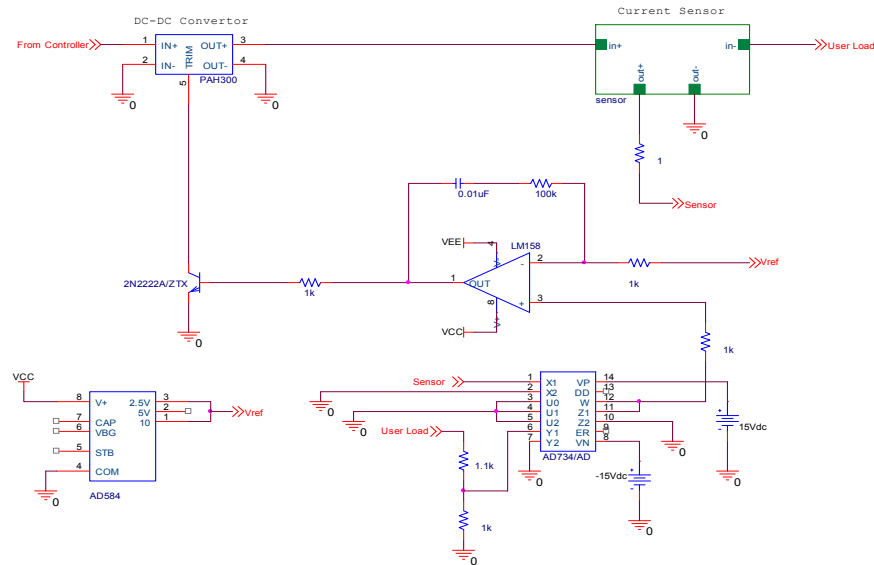 DC-DC Convertor
Current Sensor
From Controller
1
IN+
OUT+
3
2
IN-
OUT-
4
TRIM
5
PAH300
0
0
in+
in-
User Load
out+
out-
sensor
0
1
Sensor
0.01uF
100k
VEE
4
V-
LM158
2
-
1
OUT
+
3
8
V+
VCC
1k
Vref
2N2222A/ZTX
1k
0
1k
VCC
8
V+
2.5V
3
5V
2
7
CAP
10
1
6
VBG
5
STB
4
COM
Vref
0
AD584
Sensor
1
X1
VP
14
2
X2
DD
13
3
U0
W
12
4
U1
Z1
11
5
U2
Z2
10
6
Y1
ER
9
7
Y2
VN
8
AD734/AD
0
0
User Load
1.1k
1k
0
0
0
15Vdc
0
-15Vdc
0